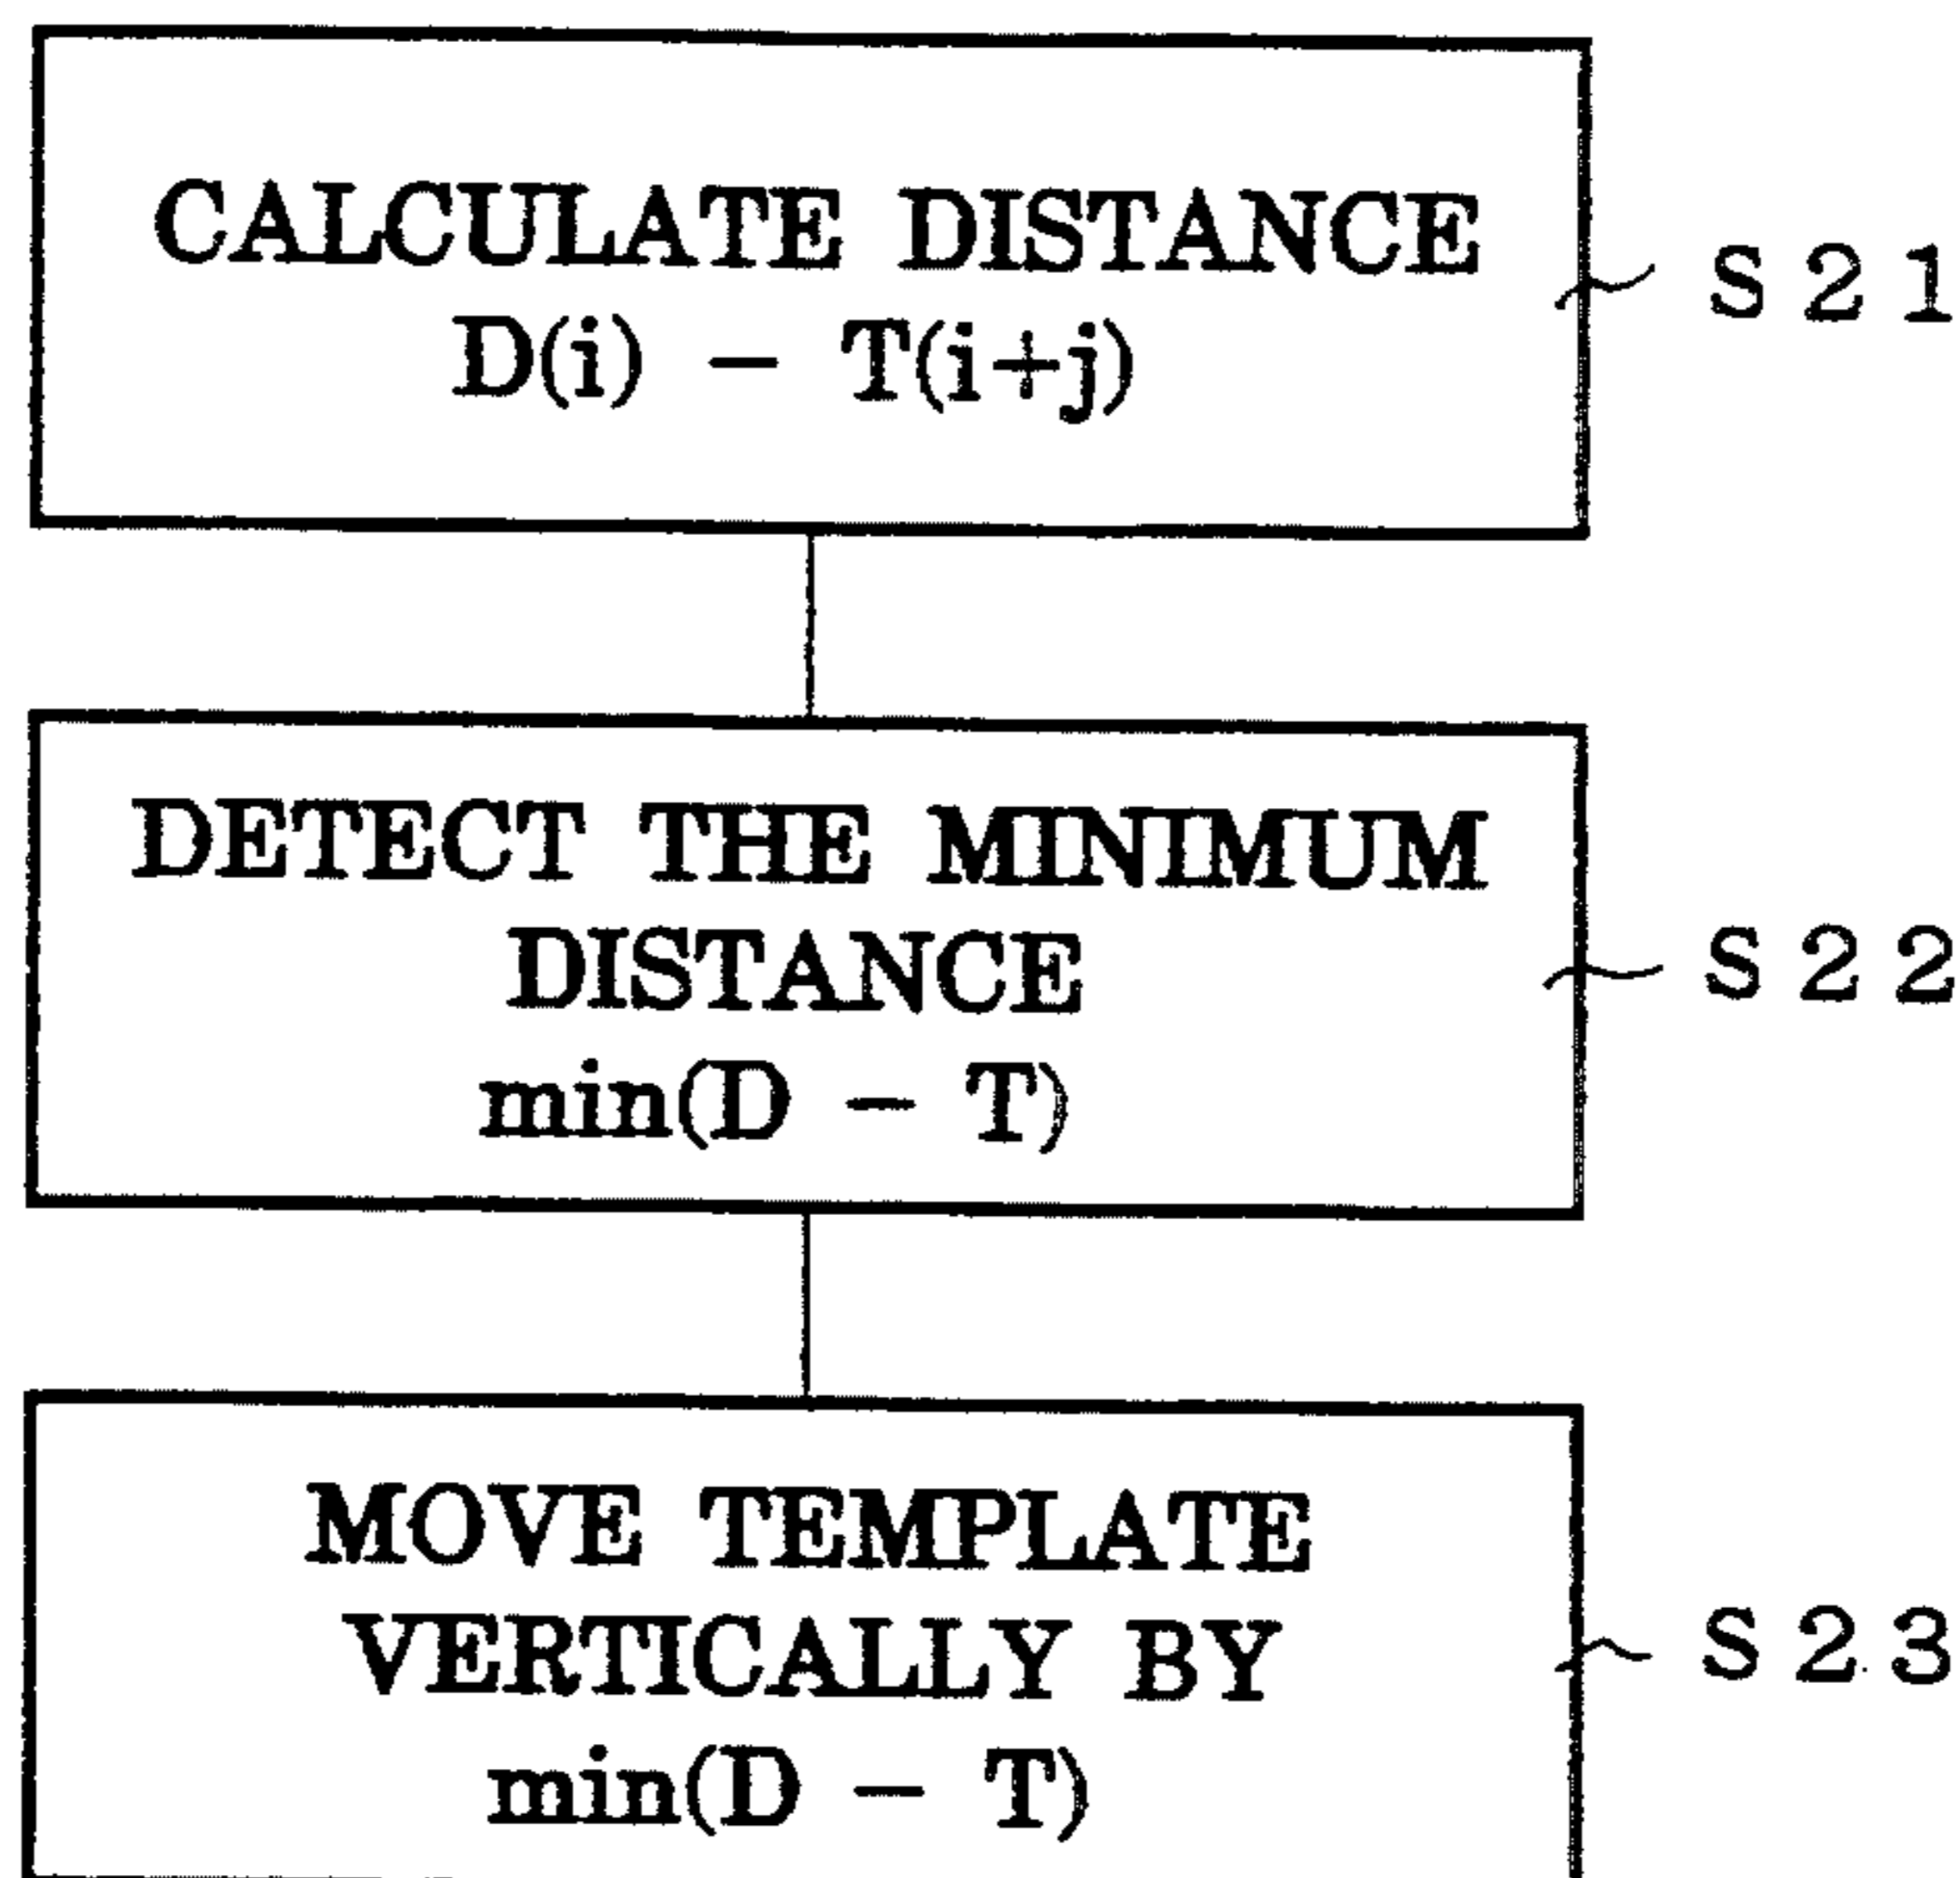 CALCULATE DISTANCE
D(i) − T(i+j)
S21
DETECT THE MINIMUM
DISTANCE
min(D − T)
S22
MOVE TEMPLATE
VERTICALLY BY
min(D − T)
S23